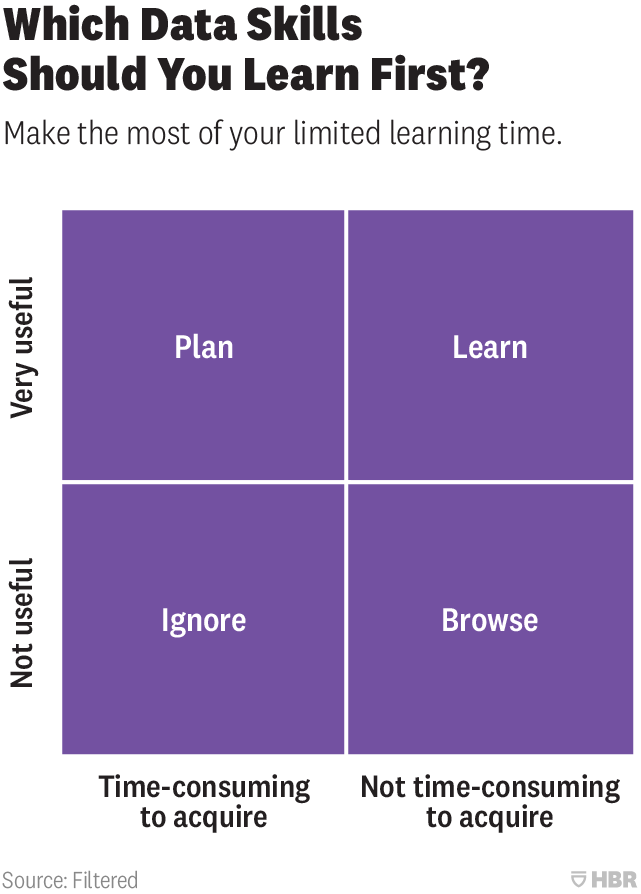 Which Data Skills
Should You Learn First?
Make the most of your limited learning time.
Very useful
Plan
Learn
Not useful
Ignore
Browse
Time-consuming
to acquire
Not time-consuming
to acquire
Source: Filtered
HBR